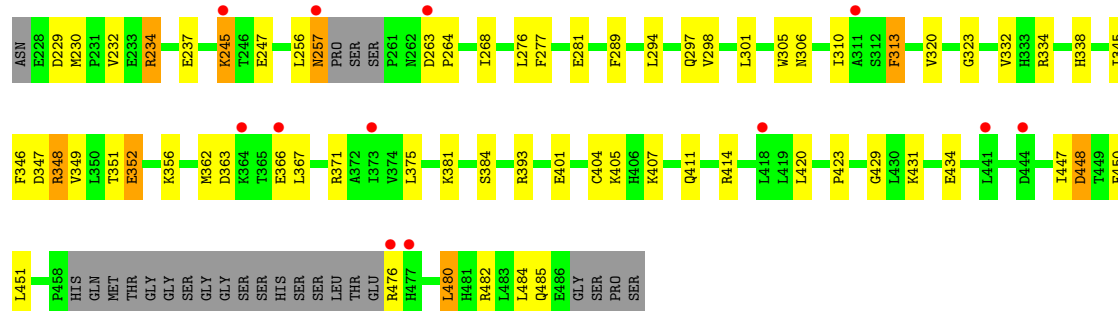 ASN E228 D229 M230 P231 V232 E233 R234 E237 K245 T246 E247 L256 N257 PRO SER SER P261 N262 D263 P264 I268 L276 F277 E281 F289 L294 Q297 V298 L301 W305 N306 I310 A311 S312 F313 V320 G323 V332 H333 R334 H338
F346 D347 R348 V349 L350 T351 E352 K356 M362 D363 K364 T365 E366 L367 R371 A372 I373 V374 L375 K381 S384 R393 E401 C404 K405 H406 K407 Q411 R414 L418 L419 L420 P423 G429 L430 K431 E434 L441 D444 I447 D448 T449
L451 P458 HIS GLN MET THR GLY GLY SER GLY GLY SER SER HIS SER SER LEU THR GLU R476 H477 L480 H481 R482 L483 L484 Q485 E486 GLY SER PRO SER